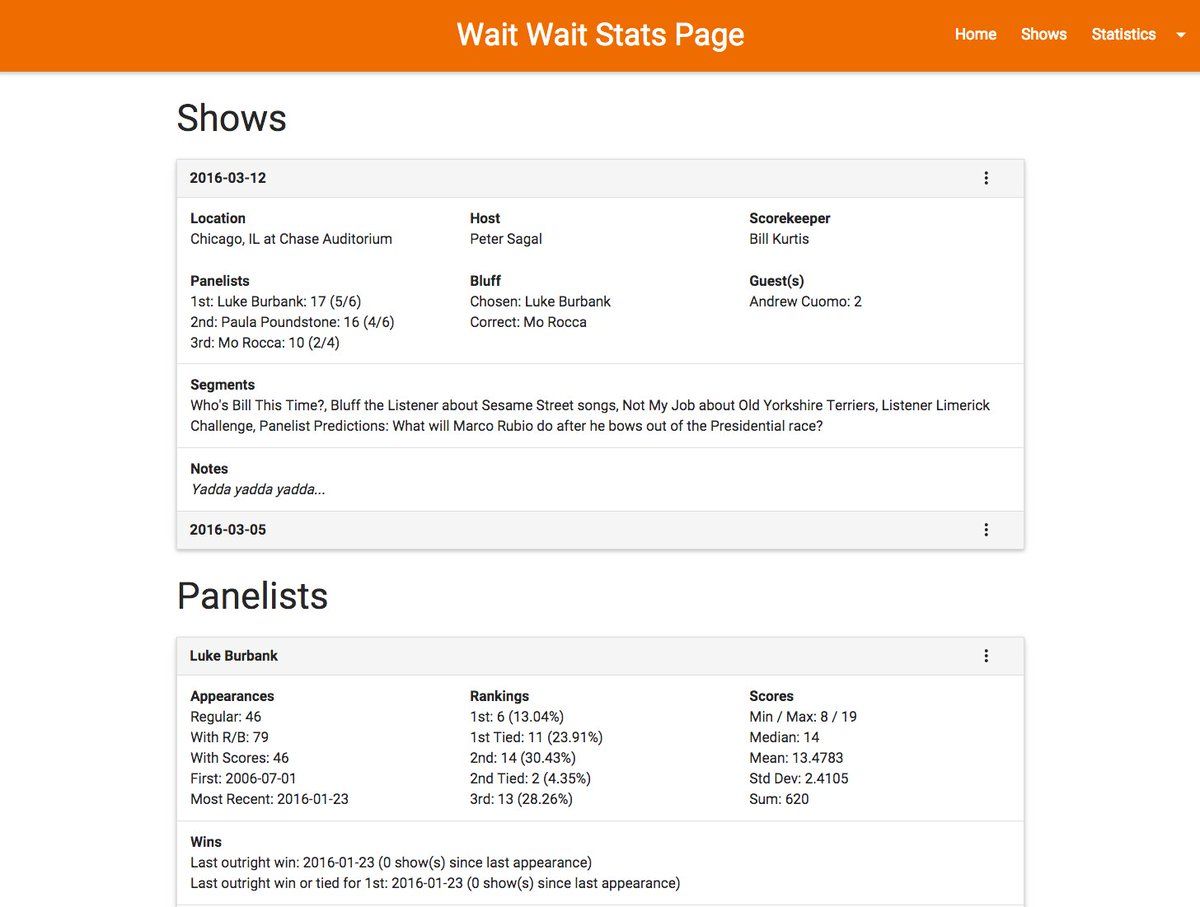 Wait Wait Stats Page
Home Shows Statistics
Shows
2016-03-12
Location Host Scorekeeper
Chicago, IL at Chase Auditorium Peter Sagal Bill Kurtis
Panelists Bluff Guest(s)
1st: Luke Burbank: 17 (5/6) Chosen: Luke Burbank Andrew Cuomo: 2
2nd: Paula Poundstone: 16 (4/6) Correct: Mo Rocca
3rd: Mo Rocca: 10 (2/4)
Segments
Who's Bill This Time?, Bluff the Listener about Sesame Street songs, Not My Job about Old Yorkshire Terriers, Listener Limerick
Challenge, Panelist Predictions: What will Marco Rubio do after he bows out of the Presidential race?
Notes
Yadda yadda yadda...
2016-03-05
Panelists
Luke Burbank
Appearances Rankings Scores
Regular: 46 1st: 6 (13.04%) Min / Max: 8 / 19
With R/B: 79 1st Tied: 11 (23.91%) Median: 14
With Scores: 46 2nd: 14 (30.43%) Mean: 13.4783
First: 2006-07-01 2nd Tied: 2 (4.35%) Std Dev: 2.4105
Most Recent: 2016-01-23 3rd: 13 (28.26%) Sum: 620
Wins
Last outright win: 2016-01-23 (0 show(s) since last appearance)
Last outright win or tied for 1st: 2016-01-23 (0 show(s) since last appearance)